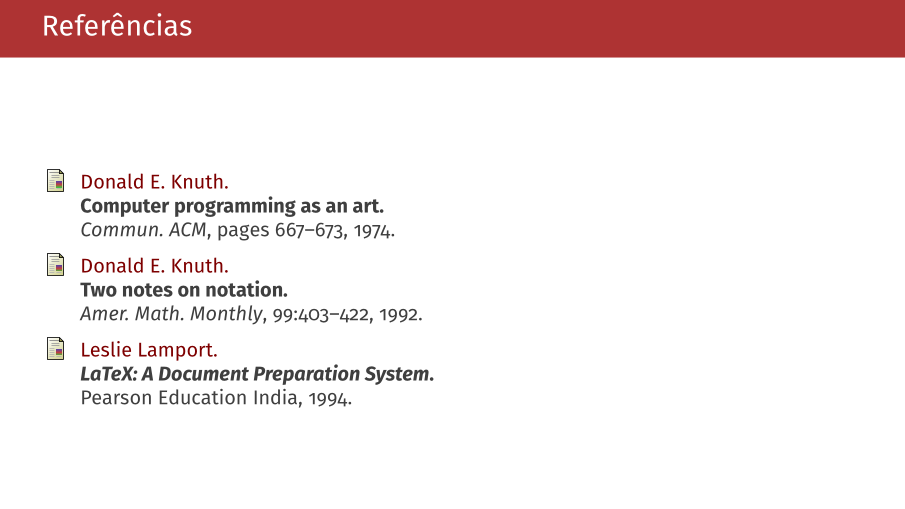 Referências
Donald E. Knuth.
Computer programming as an art.
Commun. ACM, pages 667–673, 1974.
Donald E. Knuth.
Two notes on notation.
Amer. Math. Monthly, 99:403–422, 1992.
Leslie Lamport.
LaTeX: A Document Preparation System.
Pearson Education India, 1994.